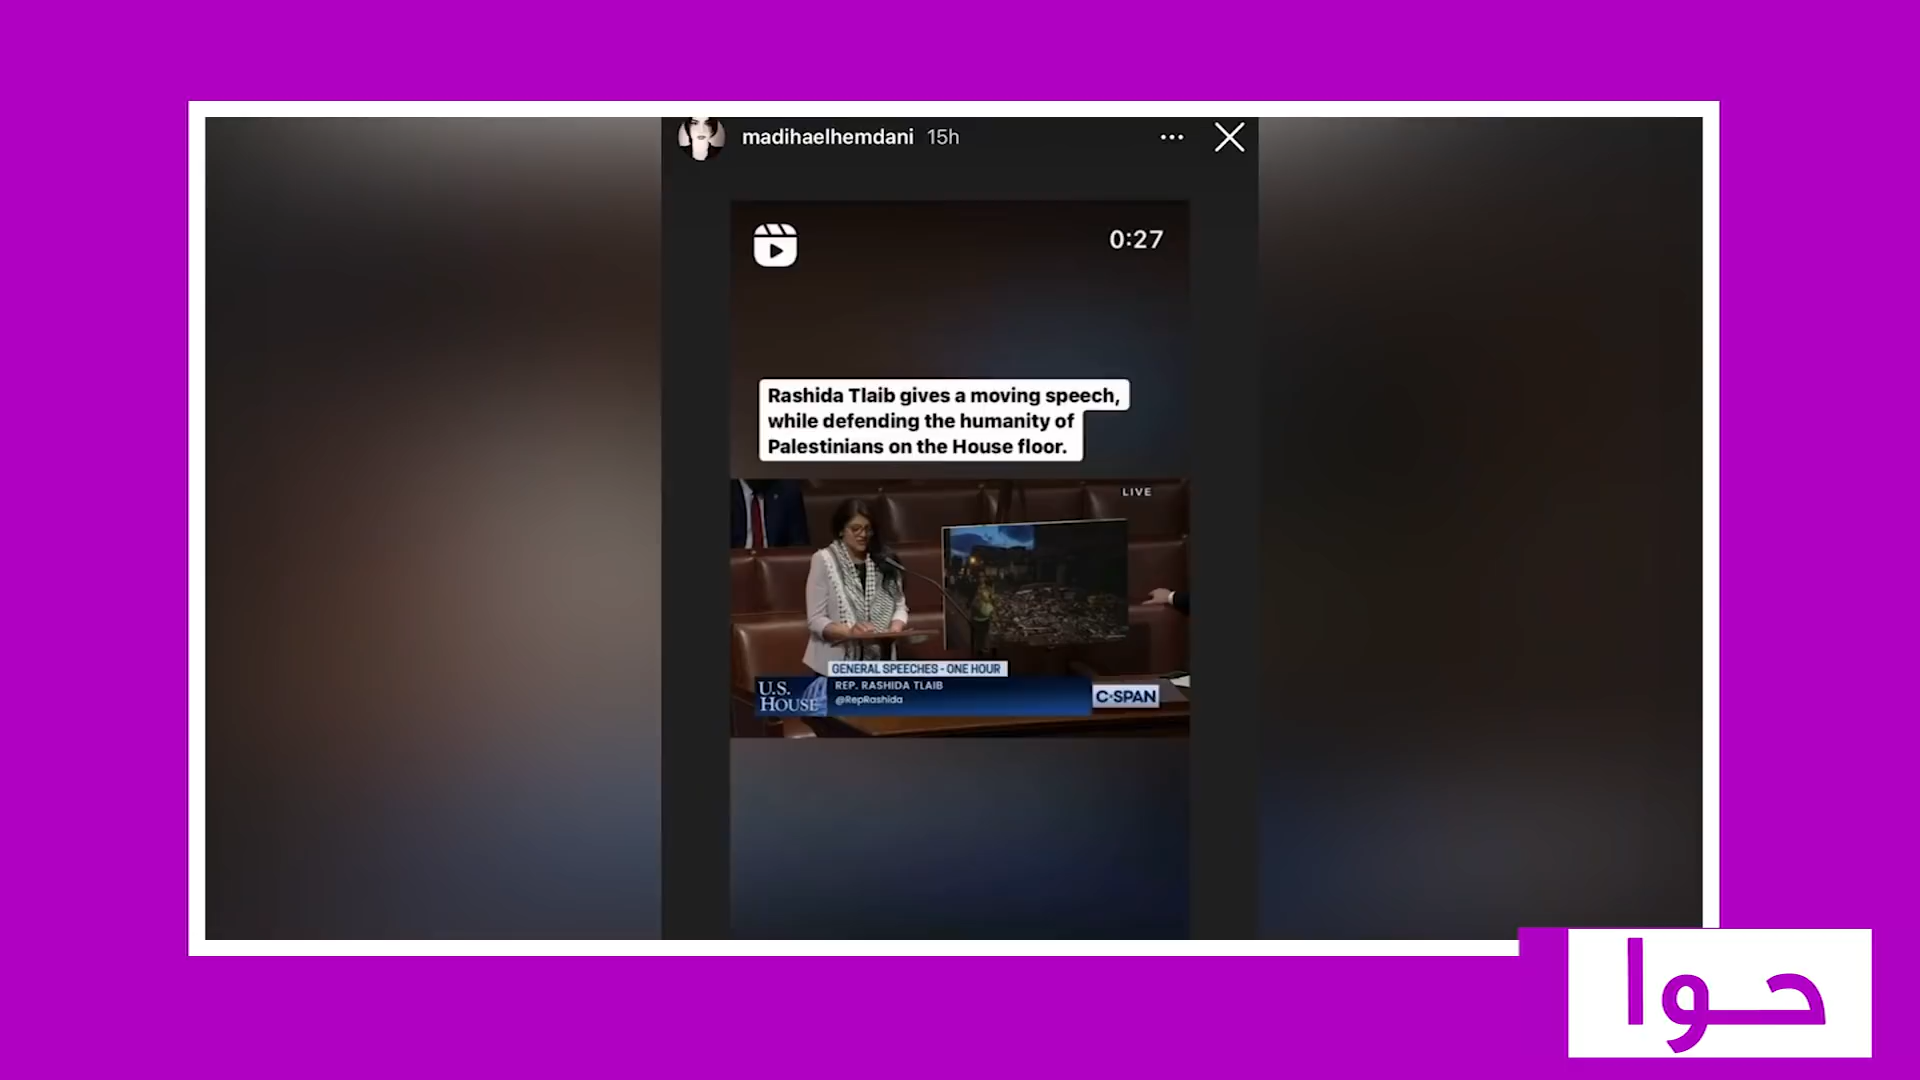 madihaelhemdani 15h
0:27
Rashida Tlaib gives a moving speech,
while defending the humanity of
Palestinians on the House floor.
LIVE
GENERAL SPEECHES - ONE HOUR
U.S.
HOUSE
REP. RASHIDA TLAIB
@RepRashida
C-SPAN
حوا